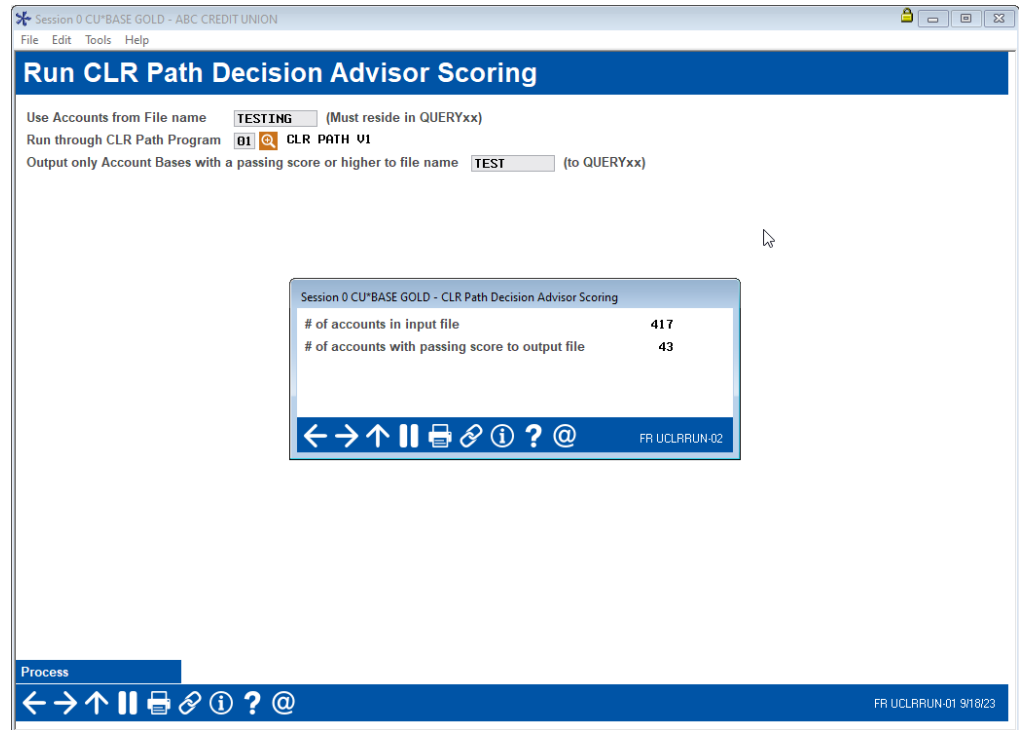 Session 0 CU*BASE GOLD - ABC CREDIT UNION
File Edit Tools Help
Run CLR Path Decision Advisor Scoring
Use Accounts from File name TESTING (Must reside in QUERYxx)
Run through CLR Path Program 01 CLR PATH V1
Output only Account Bases with a passing score or higher to file name TEST (to QUERYxx)
Session 0 CU*BASE GOLD - CLR Path Decision Advisor Scoring
# of accounts in input file 417
# of accounts with passing score to output file 43
FR UCLRRUN-02
Process
FR UCLRRUN-01 9/18/23